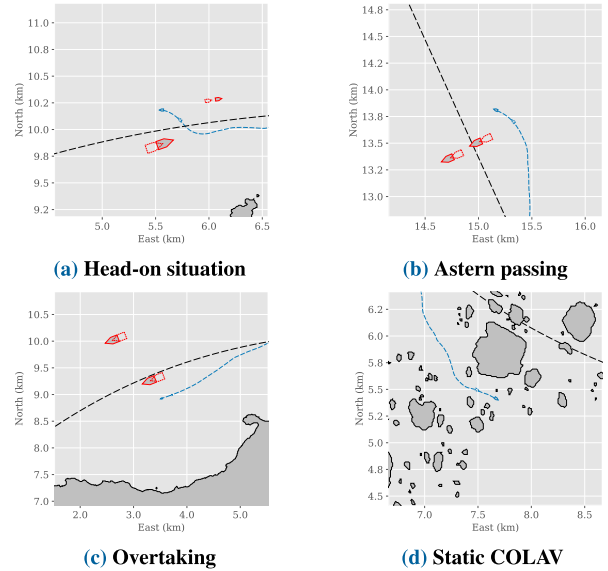 11.0
10.8
10.5
10.2
10.0
9.8
9.5
9.2
North (km)
5.0 5.5 6.0 6.5
East (km)
(a) Head-on situation
14.8
14.5
14.2
14.0
13.8
13.5
13.2
13.0
North (km)
14.5 15.0 15.5 16.0
East (km)
(b) Astern passing
10.5
10.0
9.5
9.0
8.5
8.0
7.5
7.0
North (km)
2.0 3.0 4.0 5.0
East (km)
(c) Overtaking
6.2
6.0
5.8
5.5
5.2
5.0
4.8
4.5
North (km)
7.0 7.5 8.0 8.5
East (km)
(d) Static COLAV